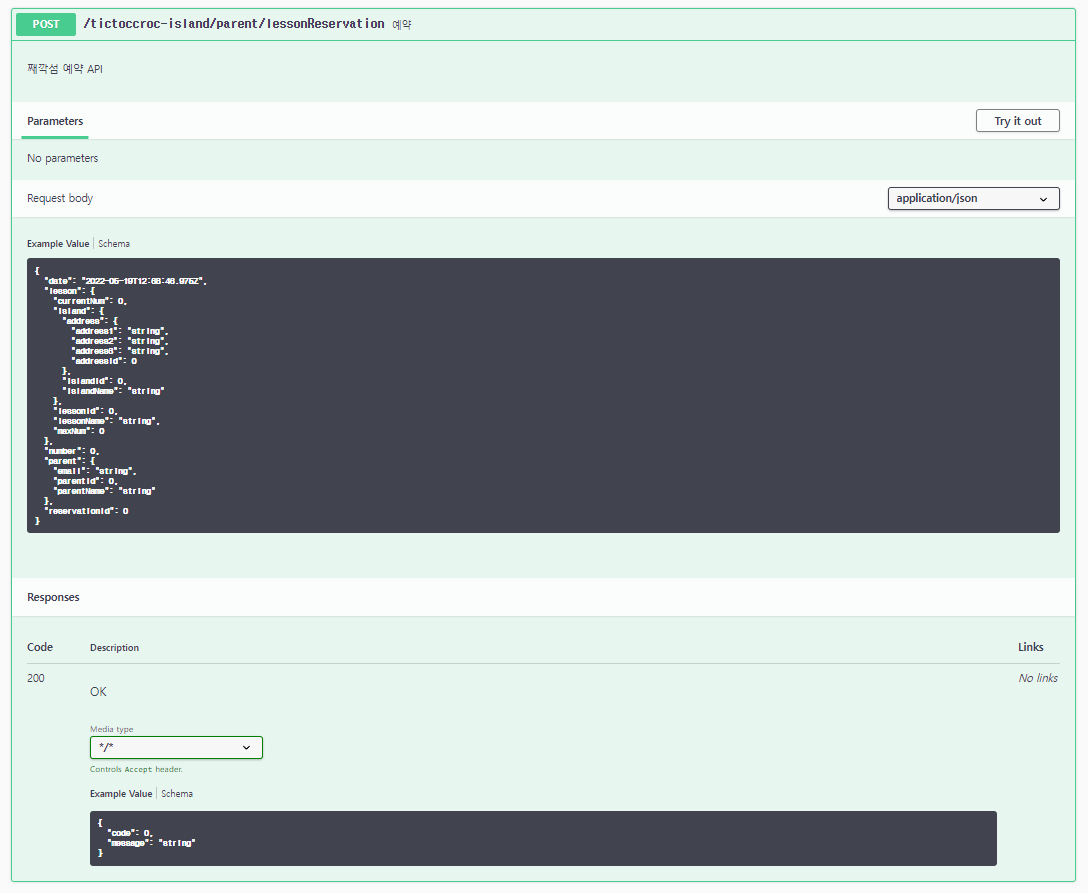 POST /tictoccroc-island/parent/lessonReservation 예약
째깍섬 예약 API
Parameters
Try it out
No parameters
Request body
application/json
Example Value | Schema
{
  "date": "2022-05-19T12:38:43.975Z",
  "lesson": {
    "currentNum": 0,
    "island": {
      "address": {
        "address1": "string",
        "address2": "string",
        "address3": "string",
        "addressId": 0
      },
      "islandId": 0,
      "islandName": "string"
    },
    "lessonId": 0,
    "lessonName": "string",
    "maxNum": 0
  },
  "number": 0,
  "parent": {
    "email": "string",
    "parentId": 0,
    "parentName": "string"
  },
  "reservationId": 0
}
Responses
Code Description Links
200 OK No links
Media type
*/*
Controls Accept header.
Example Value | Schema
{
  "code": 0,
  "message": "string"
}